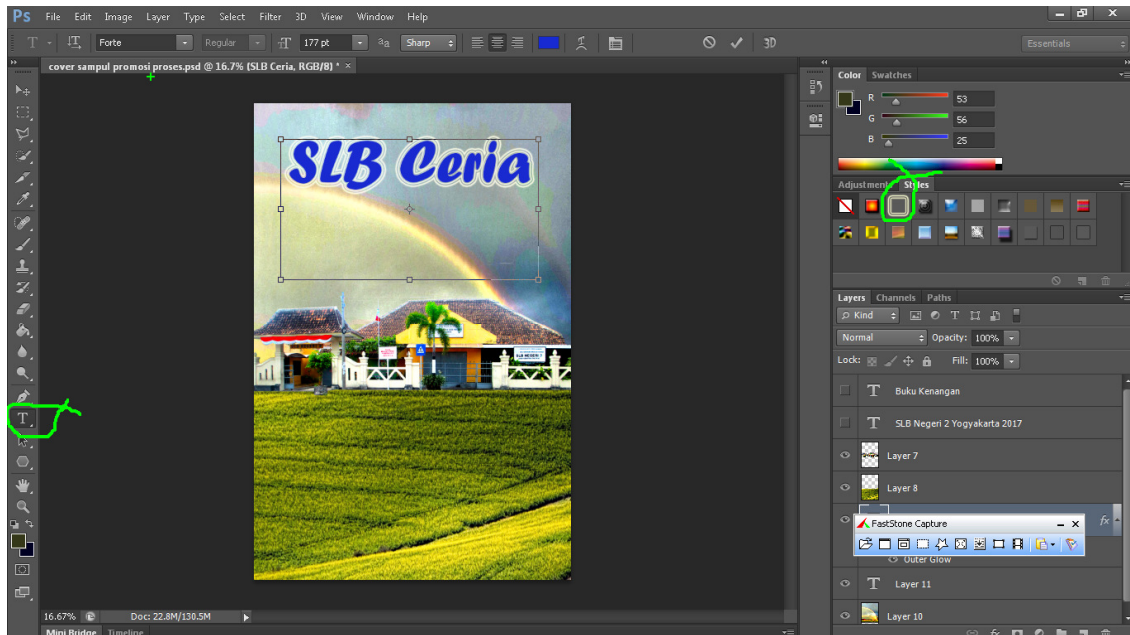 Ps File Edit Image Layer Type Select Filter 3D View Window Help
T Forte Regular 177 pt aa Sharp 3D Essentials
cover sampul promosi proses.psd @ 16.7% (SLB Ceria, RGB/8) * ×
Color Swatches
R 53
G 56
B 25
SLB Ceria
Adjustments Styles
Layers Channels Paths
Kind
Normal Opacity: 100%
Lock: Fill: 100%
T Buku Kenangan
T SLB Negeri 2 Yogyakarta 2017
Layer 7
Layer 8
fx
FastStone Capture
Outer Glow
T Layer 11
Layer 10
16.67% Doc: 22.8M/130.5M
Mini Bridge Timeline